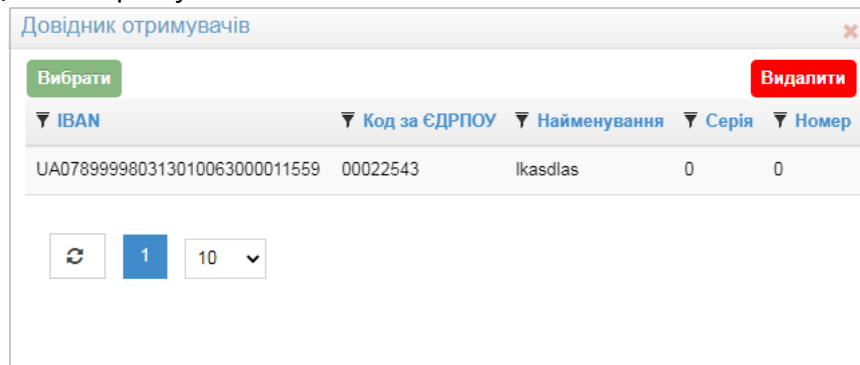 Довідник отримувачів
Вибрати Видалити
IBAN Код за ЄДРПОУ Найменування Серія Номер
UA078999980313010063000011559 00022543 lkasdlas 0 0
1 10